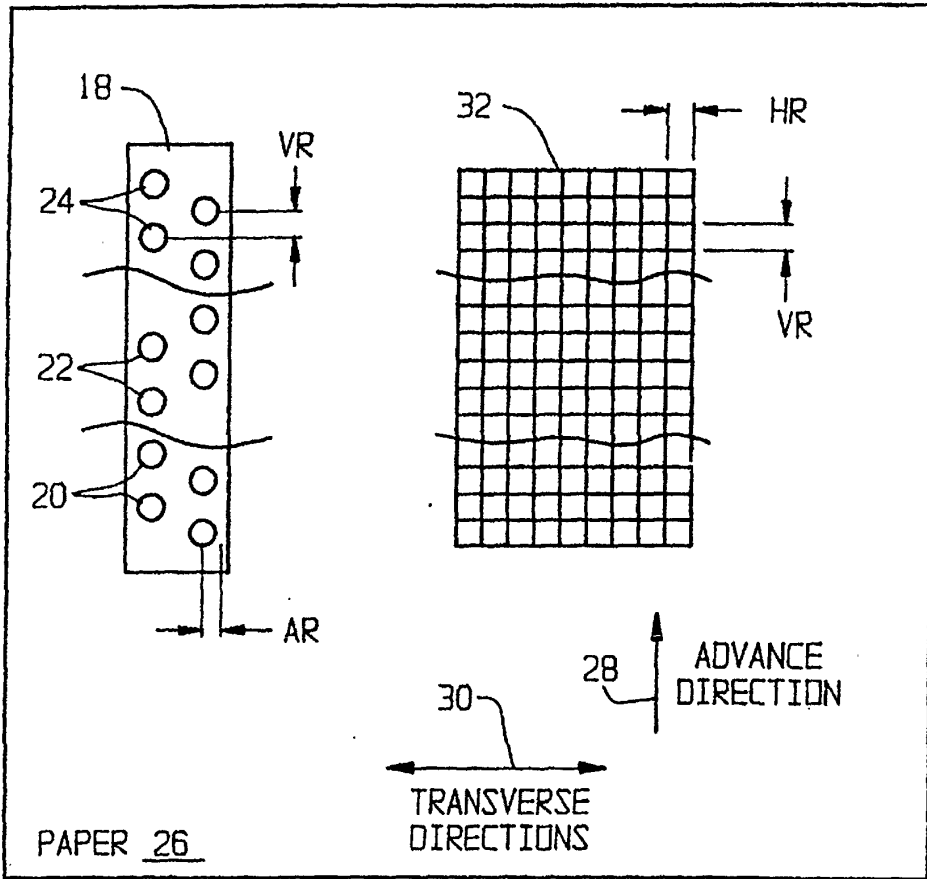 18
VR
24
22
20
AR
32
HR
VR
28
ADVANCE
DIRECTION
30
TRANSVERSE
DIRECTIONS
PAPER 26